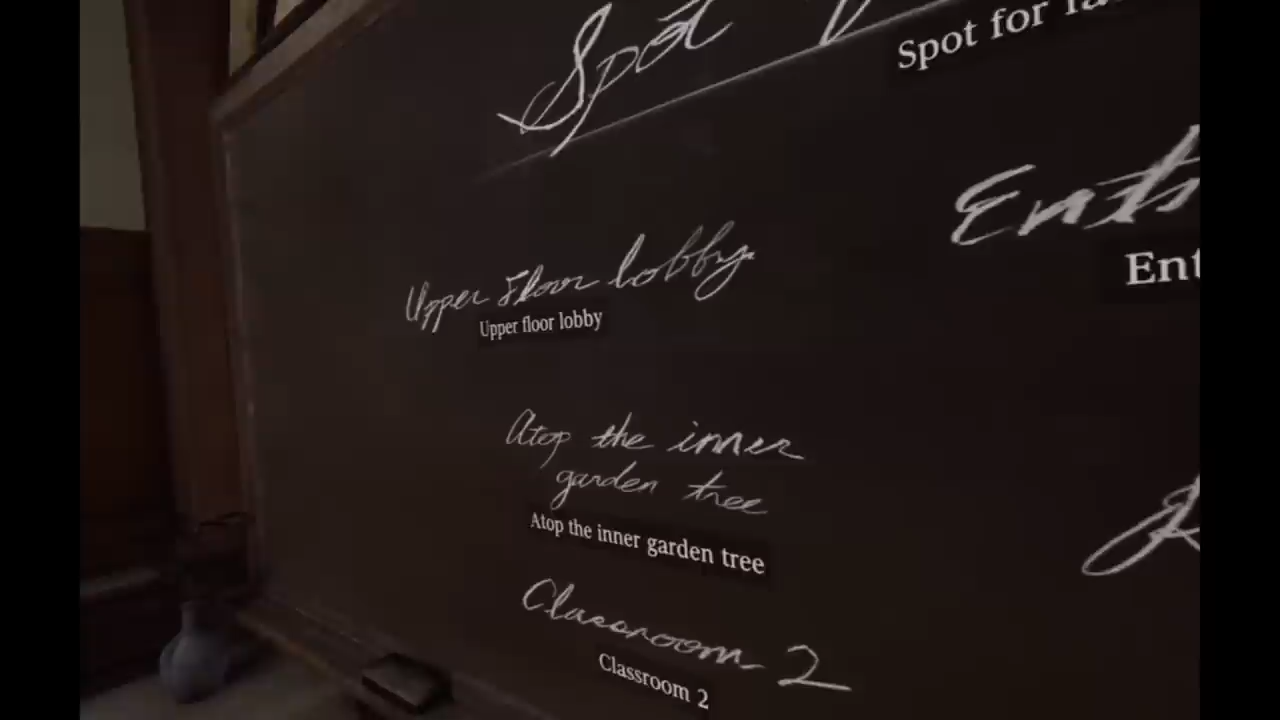 Spot
Spot for
Upper floor lobby
Upper floor lobby
Atop the inner
garden tree
Atop the inner garden tree
Classroom 2
Classroom 2